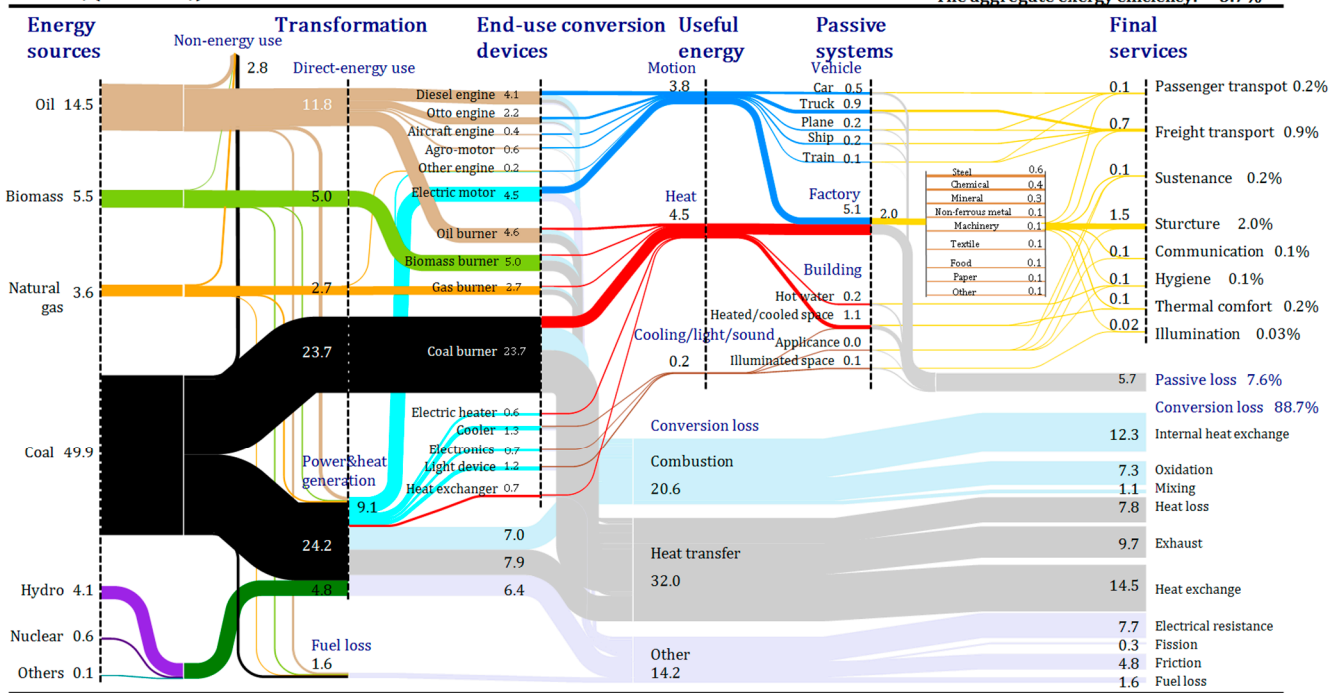 The aggregate exergy efficiency: 3.7%
Energy sources
Transformation
End-use conversion devices
Useful energy
Passive systems
Final services
Non-energy use
2.8
Direct-energy use
Motion
3.8
Vehicle
Oil 14.5
11.8
Diesel engine 4.1
Otto engine 2.2
Aircraft engine 0.4
Agro-motor 0.6
Other engine 0.2
Electric motor 4.5
Car 0.5
Truck 0.9
Plane 0.2
Ship 0.2
Train 0.1
0.1 Passenger transpot 0.2%
0.7 Freight transport 0.9%
0.1 Sustenance 0.2%
1.5 Sturcture 2.0%
0.1 Communication 0.1%
0.1 Hygiene 0.1%
0.1 Thermal comfort 0.2%
0.02 Illumination 0.03%
Biomass 5.5
5.0
Heat
4.5
Factory
5.1
2.0
Steel 0.6
Chemical 0.4
Mineral 0.3
Non-ferrous metal 0.1
Machinery 0.1
Textile 0.1
Food 0.1
Paper 0.1
Other 0.1
Oil burner 4.6
Biomass burner 5.0
Gas burner 2.7
Natural gas 3.6
2.7
Building
Hot water 0.2
Heated/cooled space 1.1
Applicance 0.0
Illuminated space 0.1
Cooling/light/sound
0.2
23.7
Coal burner 23.7
5.7 Passive loss 7.6%
Conversion loss 88.7%
Coal 49.9
Electric heater 0.6
Cooler 1.3
Electronics 0.7
Light device 1.2
Heat exchanger 0.7
Power&heat generation
9.1
24.2
7.0
7.9
6.4
Conversion loss
Combustion
20.6
Heat transfer
32.0
Other
14.2
12.3 Internal heat exchange
7.3 Oxidation
1.1 Mixing
7.8 Heat loss
9.7 Exhaust
14.5 Heat exchange
7.7 Electrical resistance
0.3 Fission
4.8 Friction
1.6 Fuel loss
Hydro 4.1
4.8
Nuclear 0.6
Others 0.1
Fuel loss
1.6